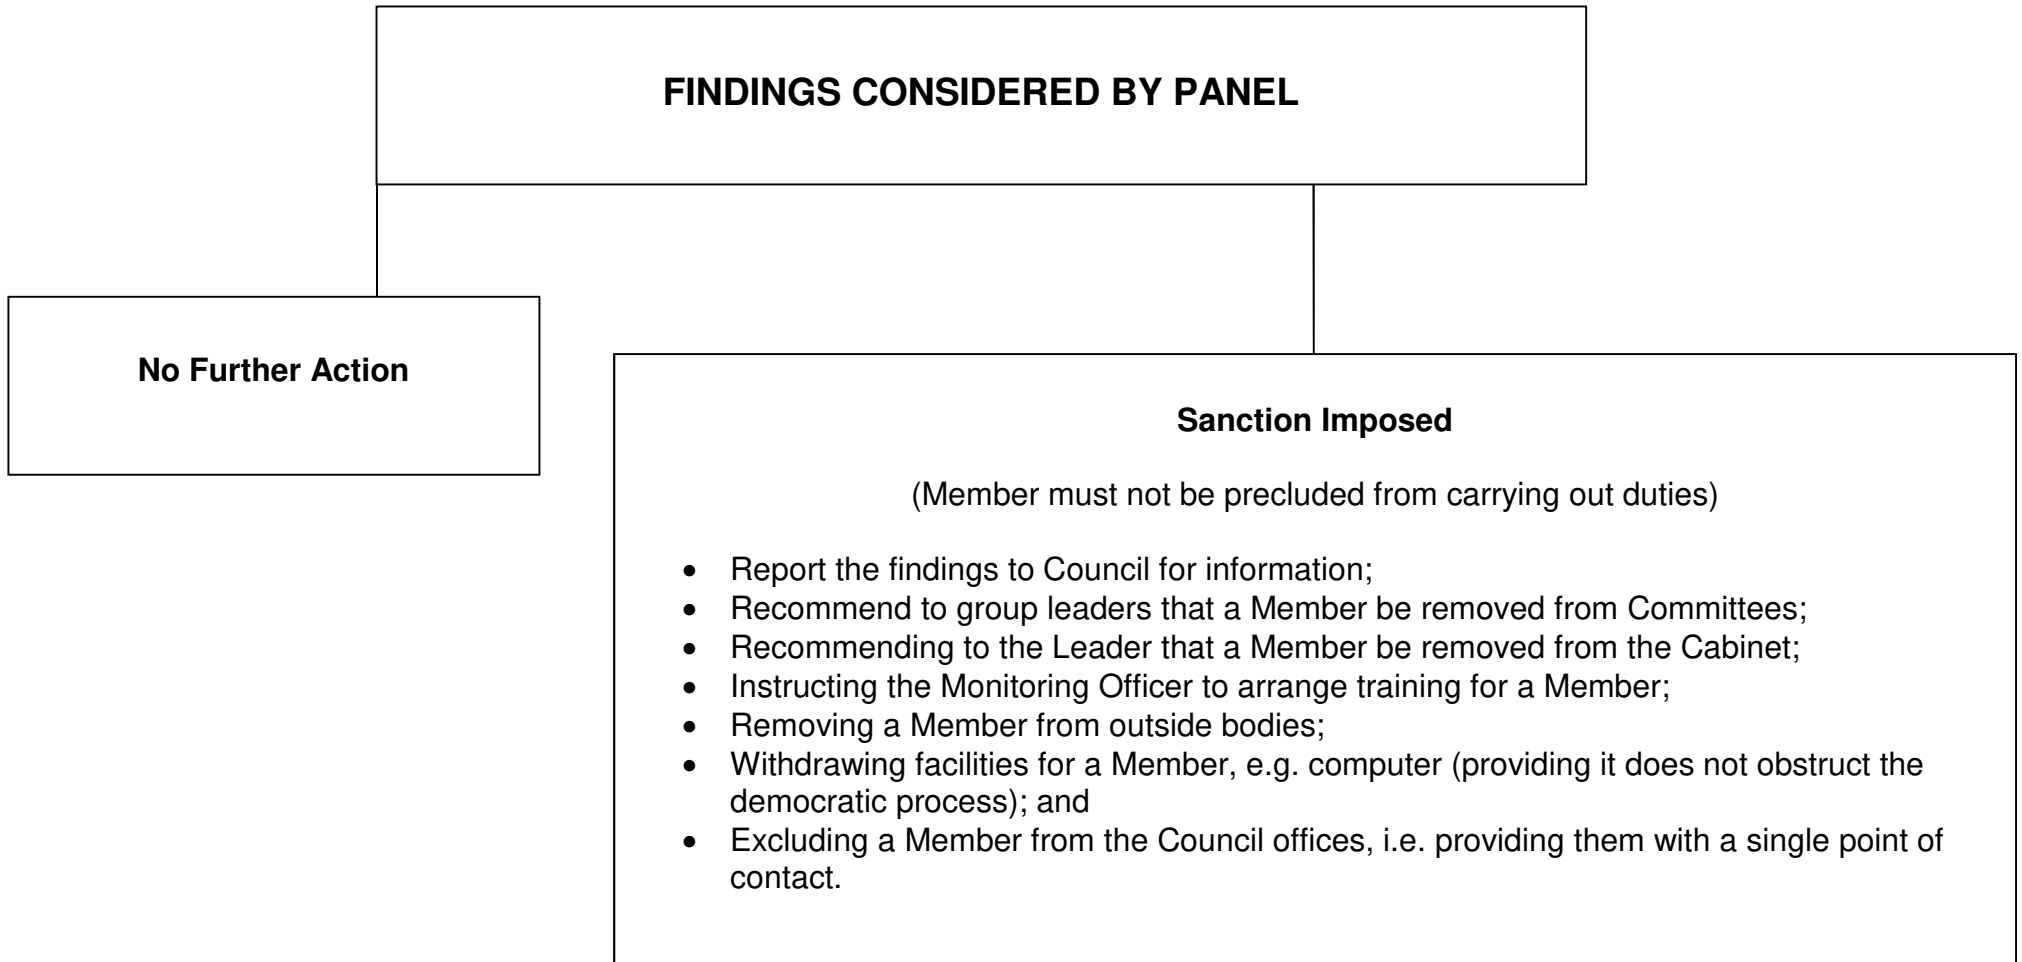 FINDINGS CONSIDERED BY PANEL
No Further Action
Sanction Imposed
(Member must not be precluded from carrying out duties)
• Report the findings to Council for information;
• Recommend to group leaders that a Member be removed from Committees;
• Recommending to the Leader that a Member be removed from the Cabinet;
• Instructing the Monitoring Officer to arrange training for a Member;
• Removing a Member from outside bodies;
• Withdrawing facilities for a Member, e.g. computer (providing it does not obstruct the
democratic process); and
• Excluding a Member from the Council offices, i.e. providing them with a single point of
contact.